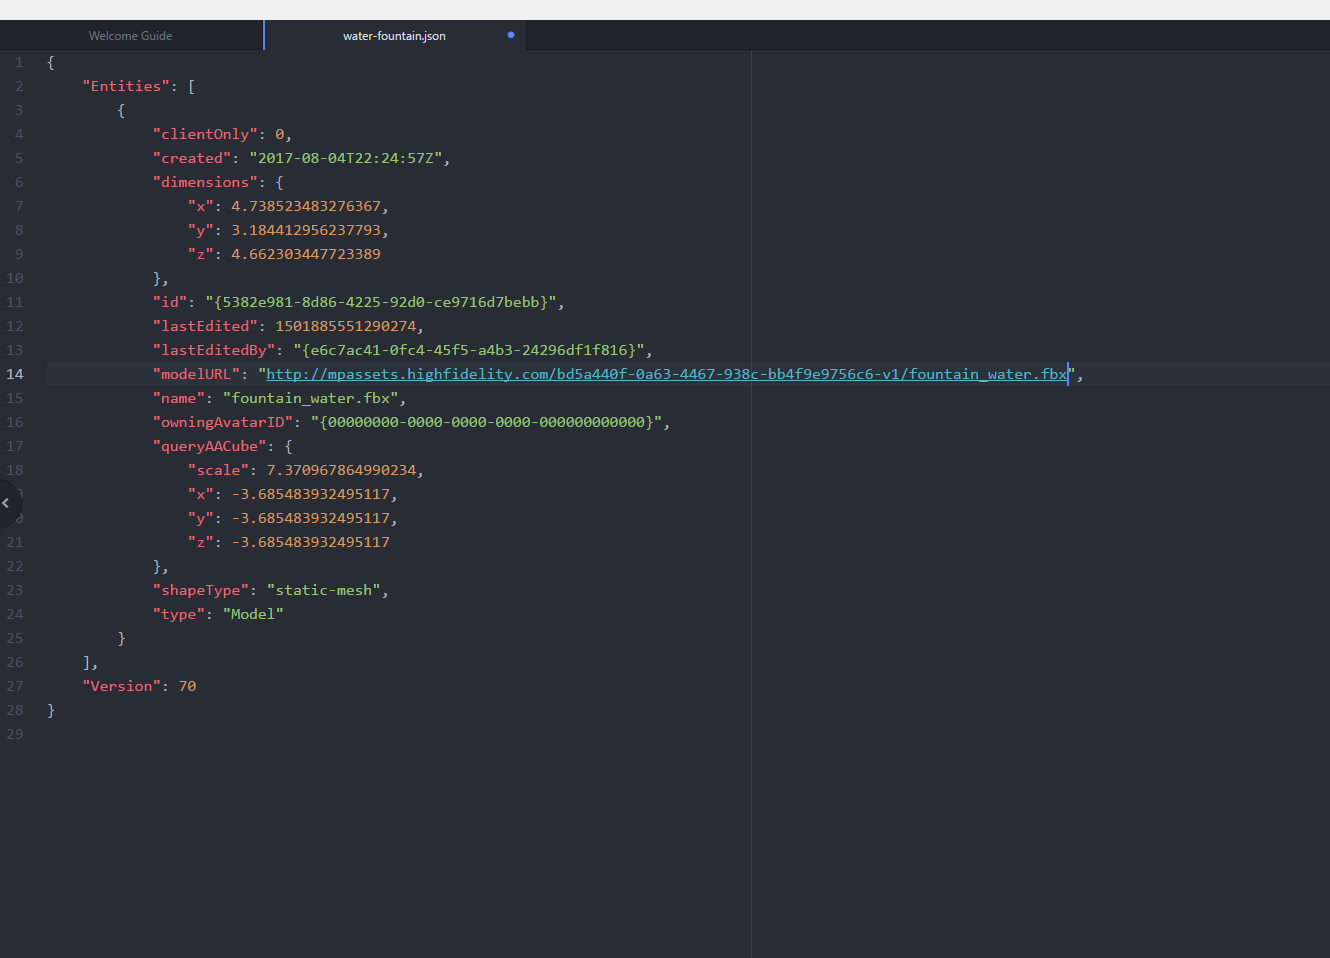 Welcome Guide
water-fountain.json
1 {
2 "Entities": [
3 {
4 "clientOnly": 0,
5 "created": "2017-08-04T22:24:57Z",
6 "dimensions": {
7 "x": 4.738523483276367,
8 "y": 3.184412956237793,
9 "z": 4.662303447723389
10 },
11 "id": "{5382e981-8d86-4225-92d0-ce9716d7bebb}",
12 "lastEdited": 1501885551290274,
13 "lastEditedBy": "{e6c7ac41-0fc4-45f5-a4b3-24296df1f816}",
14 "modelURL": "http://mpassets.highfidelity.com/bd5a440f-0a63-4467-938c-bb4f9e9756c6-v1/fountain_water.fbx",
15 "name": "fountain_water.fbx",
16 "owningAvatarID": "{00000000-0000-0000-0000-000000000000}",
17 "queryAACube": {
18 "scale": 7.370967864990234,
"x": -3.685483932495117,
"y": -3.685483932495117,
21 "z": -3.685483932495117
22 },
23 "shapeType": "static-mesh",
24 "type": "Model"
25 }
26 ],
27 "Version": 70
28 }
29